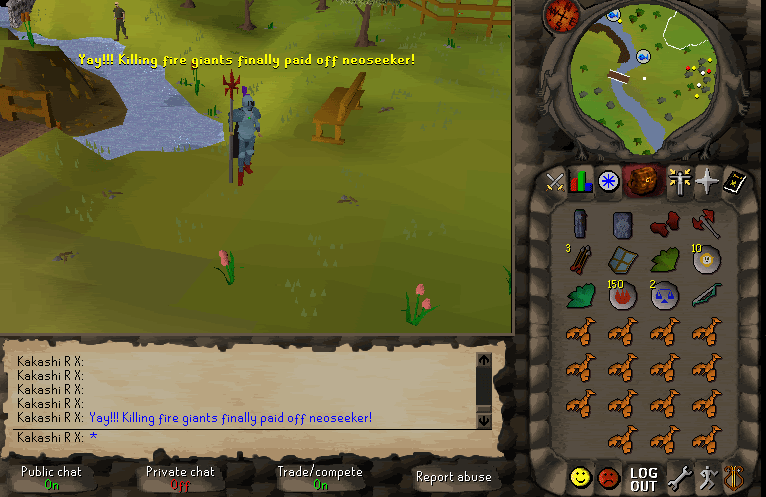 Yay!!! Killing fire giants finally paid off neoseeker!
3
10
150
2
Kakashi R X:
Kakashi R X:
Kakashi R X:
Kakashi R X:
Kakashi R X: Yay!!! Killing fire giants finally paid off neoseeker!
Kakashi R X: *
Public chat
On
Private chat
Off
Trade/compete
On
Report abuse
LOG
OUT